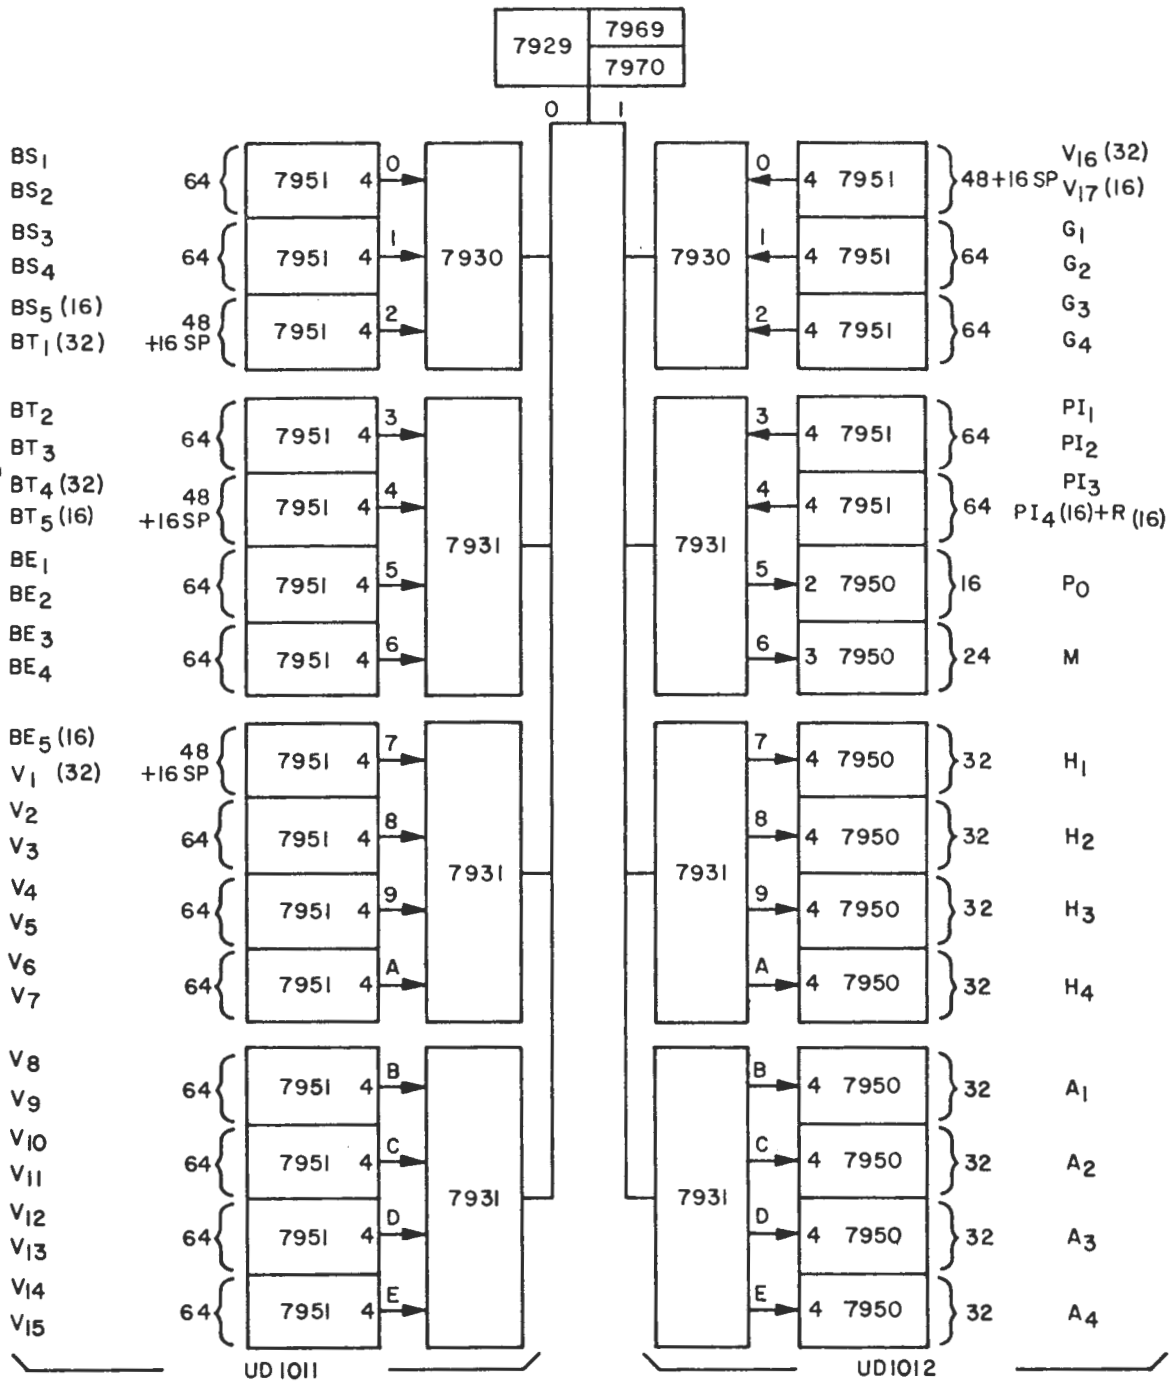 7929 7969
7970
0 1
BS1
BS2
64 7951 4 0
BS3
BS4
64 7951 4 1
7930
BS5 (16)
BT1 (32)
48
+16 SP
7951 4 2
BT2
BT3
64 7951 4 3
BT4 (32)
BT5 (16)
48
+16 SP
7951 4 4
7931
BE1
BE2
64 7951 4 5
BE3
BE4
64 7951 4 6
BE5 (16)
V1 (32)
48
+16 SP
7951 4 7
V2
V3
64 7951 4 8
7931
V4
V5
64 7951 4 9
V6
V7
64 7951 4 A
V8
V9
64 7951 4 B
V10
V11
64 7951 4 C
7931
V12
V13
64 7951 4 D
V14
V15
64 7951 4 E
UD1011
0 4 7951 48+16 SP
V16 (32)
V17 (16)
7930
1 4 7951 64
G1
G2
2 4 7951 64
G3
G4
3 4 7951 64
PI1
PI2
4 4 7951 64
PI3
PI4 (16)+R (16)
7931
5 2 7950 16 P0
6 3 7950 24 M
7 4 7950 32 H1
8 4 7950 32 H2
7931
9 4 7950 32 H3
A 4 7950 32 H4
B 4 7950 32 A1
C 4 7950 32 A2
7931
D 4 7950 32 A3
E 4 7950 32 A4
UD1012